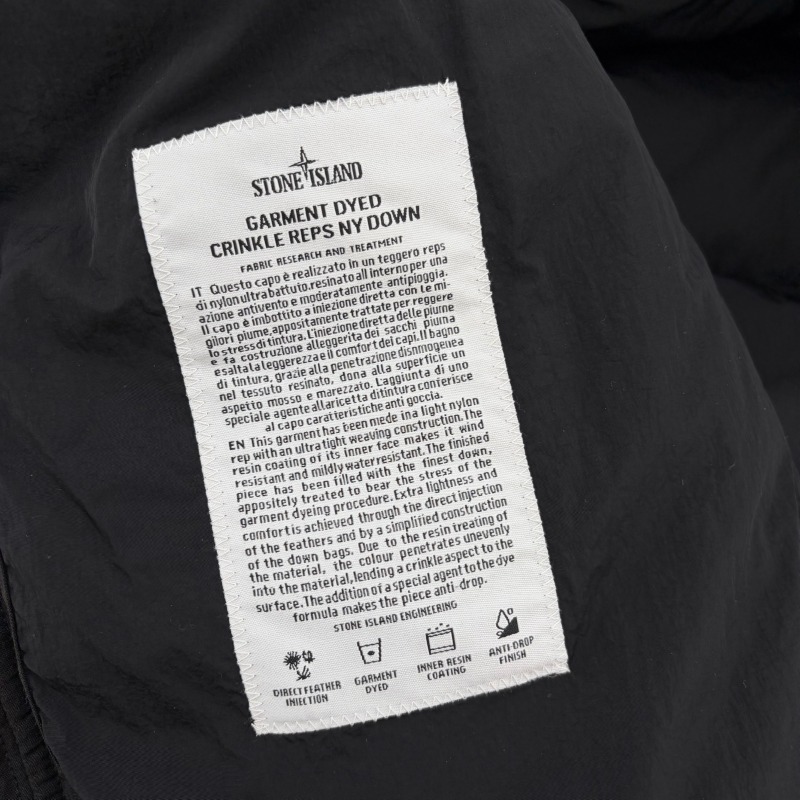 STONE ISLAND
GARMENT DYED
CRINKLE REPS NY DOWN
FABRIC RESEARCH AND TREATMENT
IT Questo capo è realizzato in un teggero reps
di nylon ultra battuto.resinato all interno per una
azione antivento e moderatamente antipioggia.
Il capo è imbottito a iniezione diretta con le mi-
gliori piume, appositamente trattate per reggere
lo stress di tintura. L'iniezione diretta delle piume
e fa costruzione alleggerita dei sacchi piuma
esalta la leggerezza e il comfort dei capi. Il bagno
di tintura, grazie alla penetrazione disnmogenea
nel tessuto resinato, dona alla superficie un
aspetto mosso e marezzato. L'aggiunta di uno
speciale agente alla ricetta di tintura conferisce
al capo caratteristiche anti goccia.
EN This garment has been miede in a light nylon
rep with an ultra tight weaving construction. The
resin coating of its inner face makes it wind
resistant and mildly water resistant. The finished
piece has been filled with the finest down,
appositely treated to bear the stress of the
garment dyeing procedure. Extra lightness and
comfort is achieved through the direct injection
of the feathers and by a simplified construction
of the down bags. Due to the resin treating of
the material, the colour penetrates unevenly
into the material, lending a crinkle aspect to the
surface. The addition of a special agent to the dye
formula makes the piece anti-drop.
STONE ISLAND ENGINEERING
DIRECT FEATHER
INJECTION
GARMENT
DYED
INNER RESIN
COATING
ANTI-DROP
FINISH